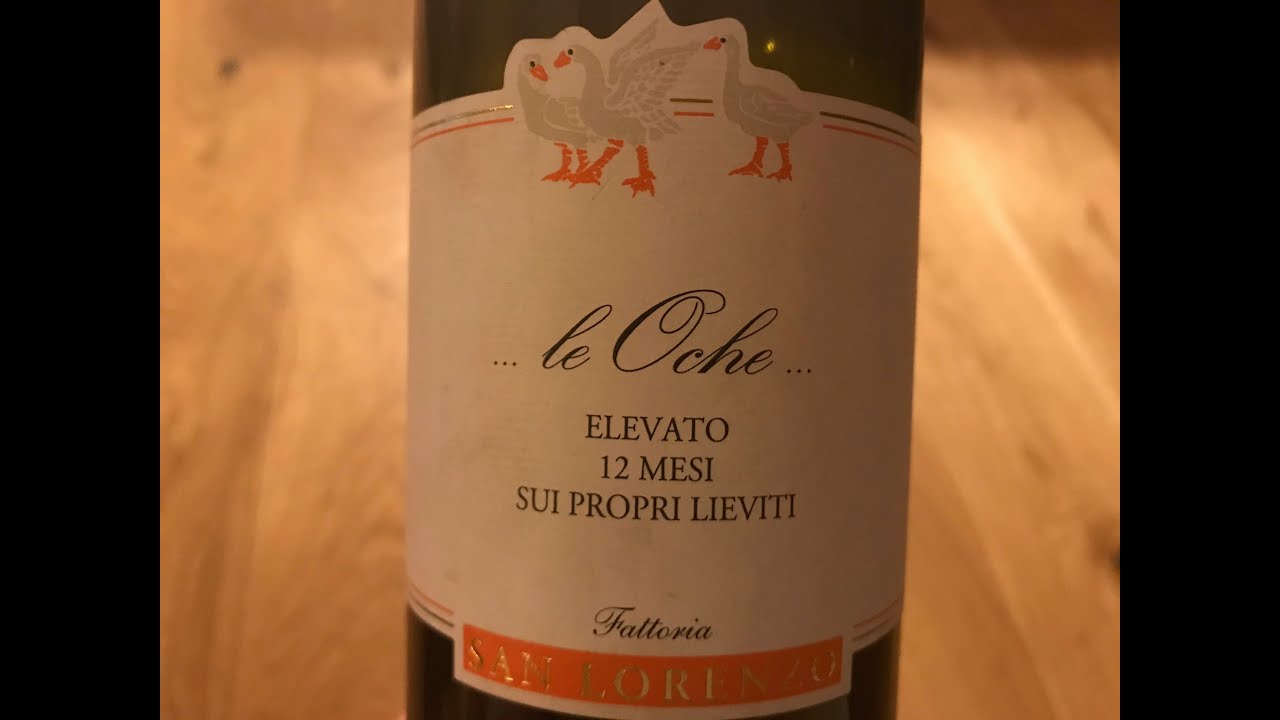 ... le Oche ...
ELEVATO
12 MESI
SUI PROPRI LIEVITI
Fattoria
SAN LORENZO